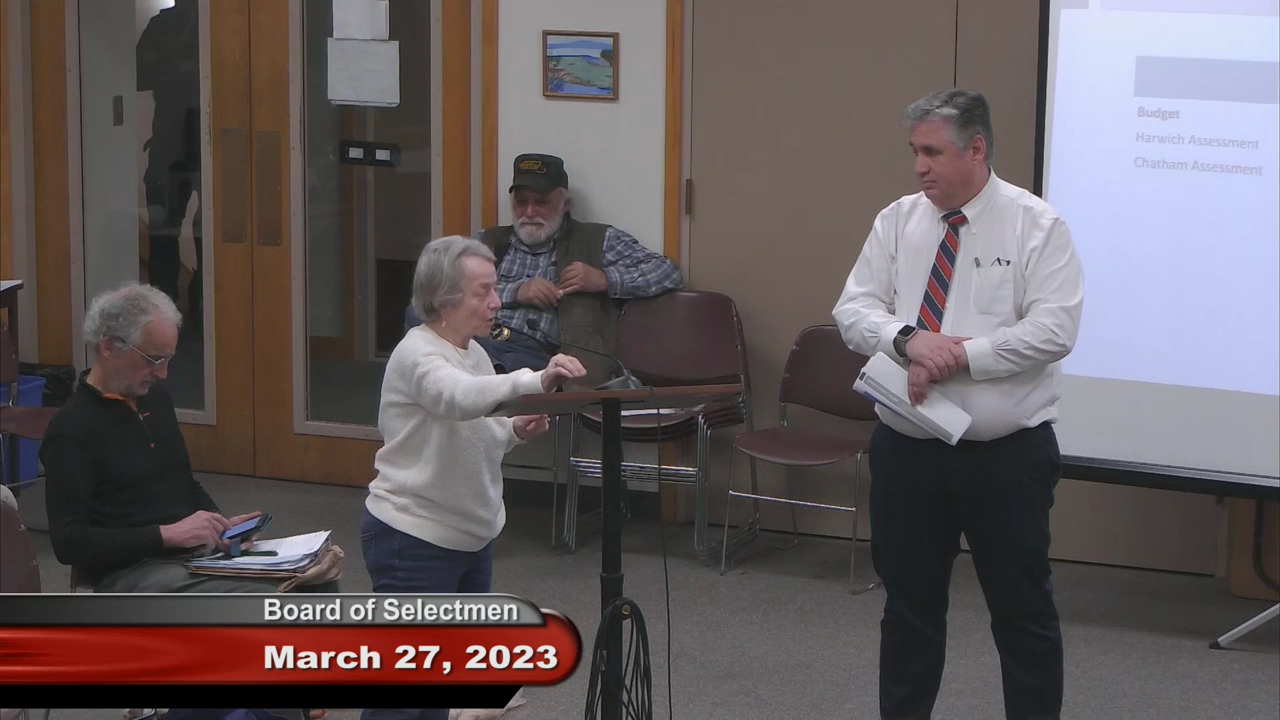 Budget
Harwich Assessment
Chatham Assessment
Board of Selectmen
March 27, 2023